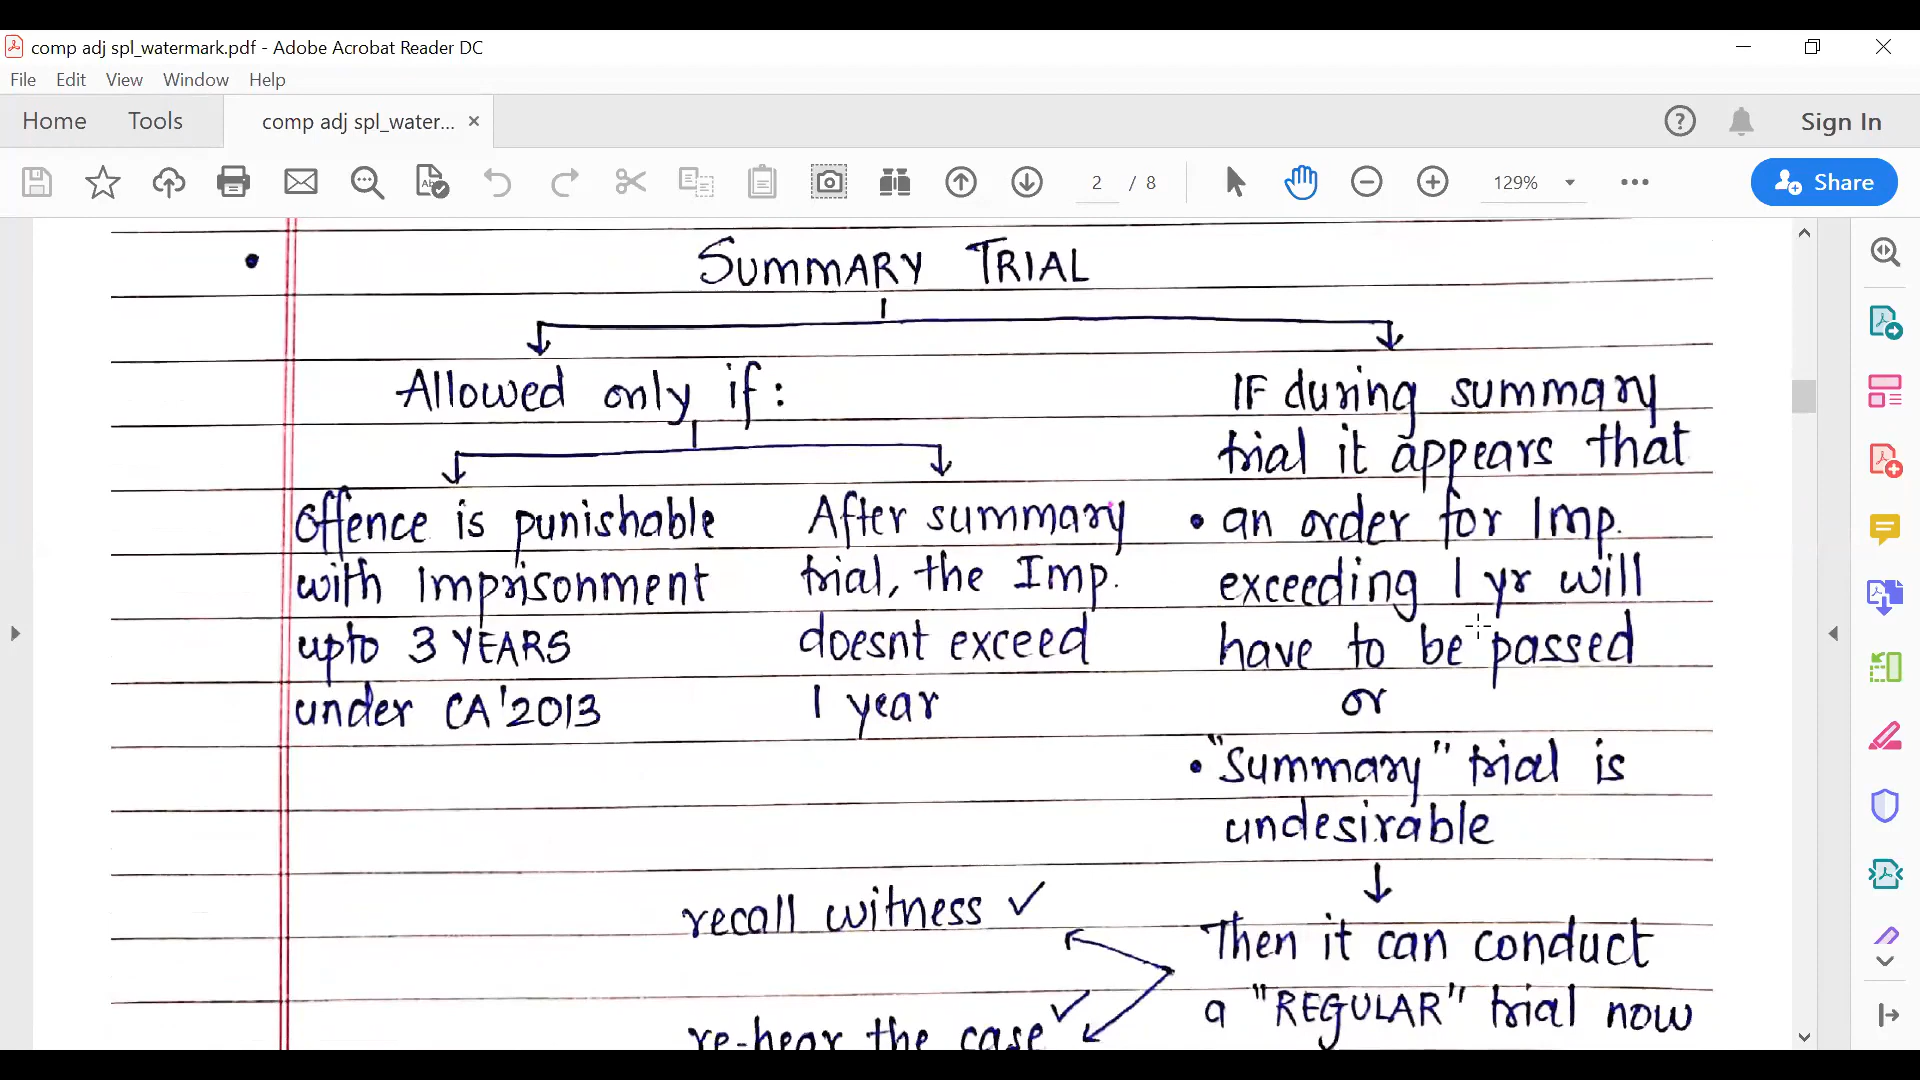 comp adj spl_watermark.pdf - Adobe Acrobat Reader DC
File Edit View Window Help
Home Tools comp adj spl_water... × Sign In
2 / 8 129% Share
• SUMMARY TRIAL
Allowed only if:
Offence is punishable
with Imprisonment
upto 3 YEARS
under CA'2013
After summary
trial, the Imp.
doesnt exceed
1 year
IF during summary
trial it appears that
• an order for Imp.
exceeding 1 yr will
have to be passed
or
• "Summary" trial is
undesirable
Then it can conduct
a "REGULAR" trial now
recall witness ✓
re-hear the case ✓